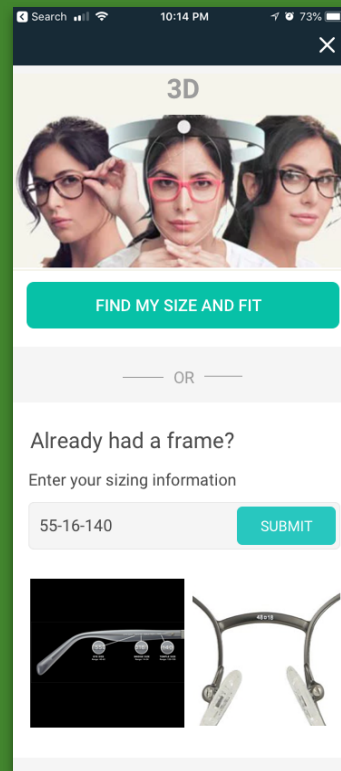 Search 10:14 PM 73%
3D
FIND MY SIZE AND FIT
OR
Already had a frame?
Enter your sizing information
55-16-140 SUBMIT
48¤18